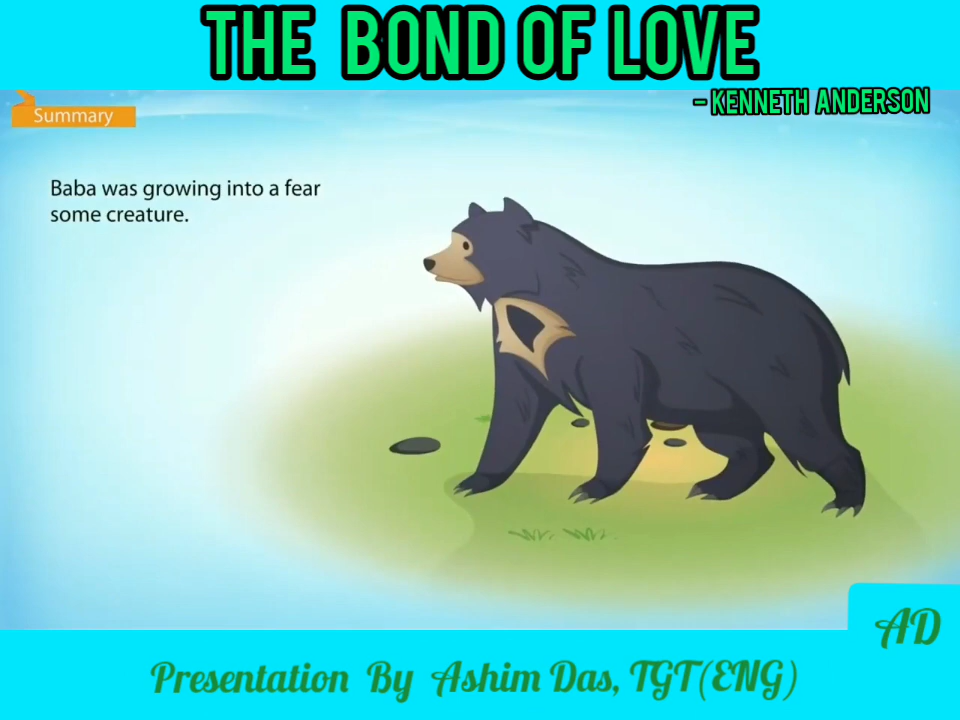 THE BOND OF LOVE
- KENNETH ANDERSON
Summary
Baba was growing into a fear
some creature.
AD
Presentation By Ashim Das, TGT(ENG)